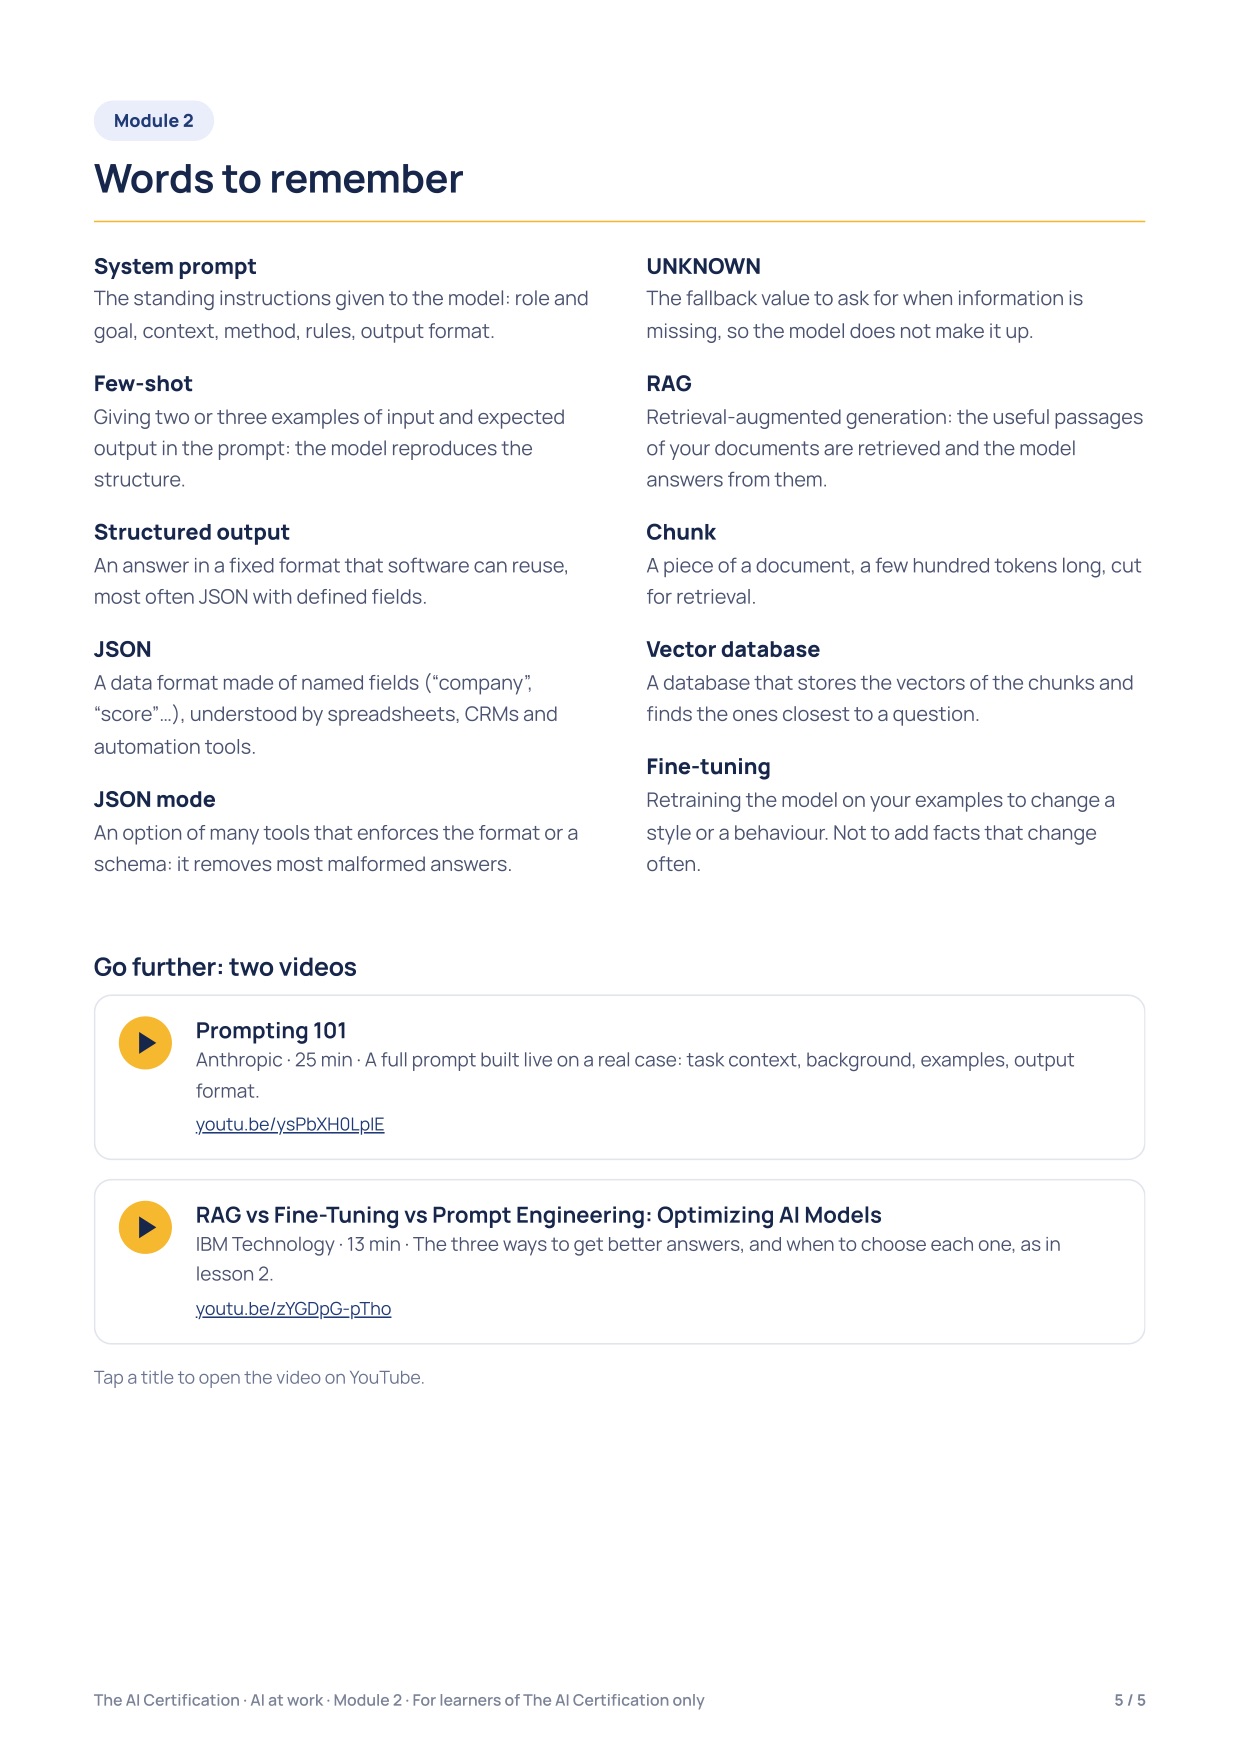 Module 2
Words to remember
System prompt
The standing instructions given to the model: role and
goal, context, method, rules, output format.
Few-shot
Giving two or three examples of input and expected
output in the prompt: the model reproduces the
structure.
Structured output
An answer in a fixed format that software can reuse,
most often JSON with defined fields.
JSON
A data format made of named fields (“company”,
“score”…), understood by spreadsheets, CRMs and
automation tools.
JSON mode
An option of many tools that enforces the format or a
schema: it removes most malformed answers.
UNKNOWN
The fallback value to ask for when information is
missing, so the model does not make it up.
RAG
Retrieval-augmented generation: the useful passages
of your documents are retrieved and the model
answers from them.
Chunk
A piece of a document, a few hundred tokens long, cut
for retrieval.
Vector database
A database that stores the vectors of the chunks and
finds the ones closest to a question.
Fine-tuning
Retraining the model on your examples to change a
style or a behaviour. Not to add facts that change
often.
Go further: two videos
Prompting 101
Anthropic · 25 min · A full prompt built live on a real case: task context, background, examples, output
format.
youtu.be/ysPbXH0LpIE
RAG vs Fine-Tuning vs Prompt Engineering: Optimizing AI Models
IBM Technology · 13 min · The three ways to get better answers, and when to choose each one, as in
lesson 2.
youtu.be/zYGDpG-pTho
Tap a title to open the video on YouTube.
The AI Certification · AI at work · Module 2 · For learners of The AI Certification only
5 / 5